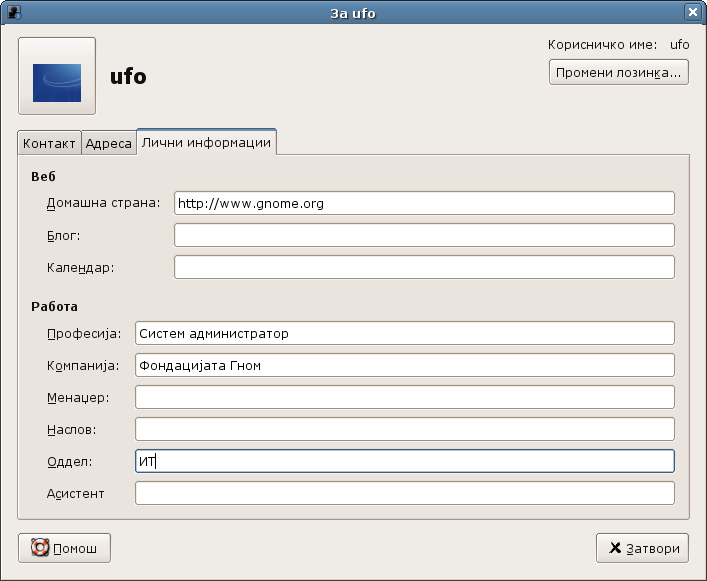 За ufo
Корисничко име: ufo
ufo
Промени лозинка...
Контакт Адреса Лични информации
Веб
Домашна страна: http://www.gnome.org
Блог:
Календар:
Работа
Професија: Систем администратор
Компанија: Фондацијата Гном
Менаџер:
Наслов:
Оддел: ИТ
Асистент
Помош Затвори